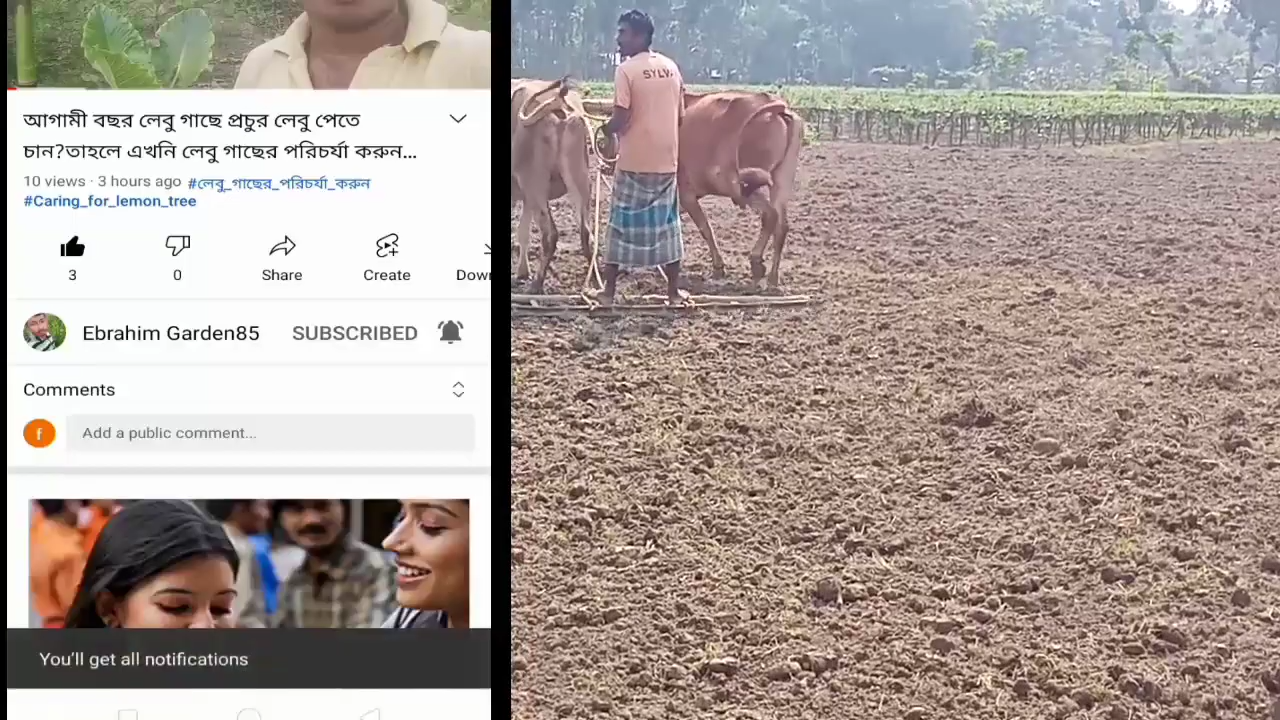 আগামী বছর লেবু গাছে প্রচুর লেবু পেতে
চান?তাহলে এখনি লেবু গাছের পরিচর্যা করুন...
10 views · 3 hours ago #লেবু_গাছের_পরিচর্যা_করুন
#Caring_for_lemon_tree
3 0 Share Create Down
Ebrahim Garden85 SUBSCRIBED
Comments
f Add a public comment...
You'll get all notifications